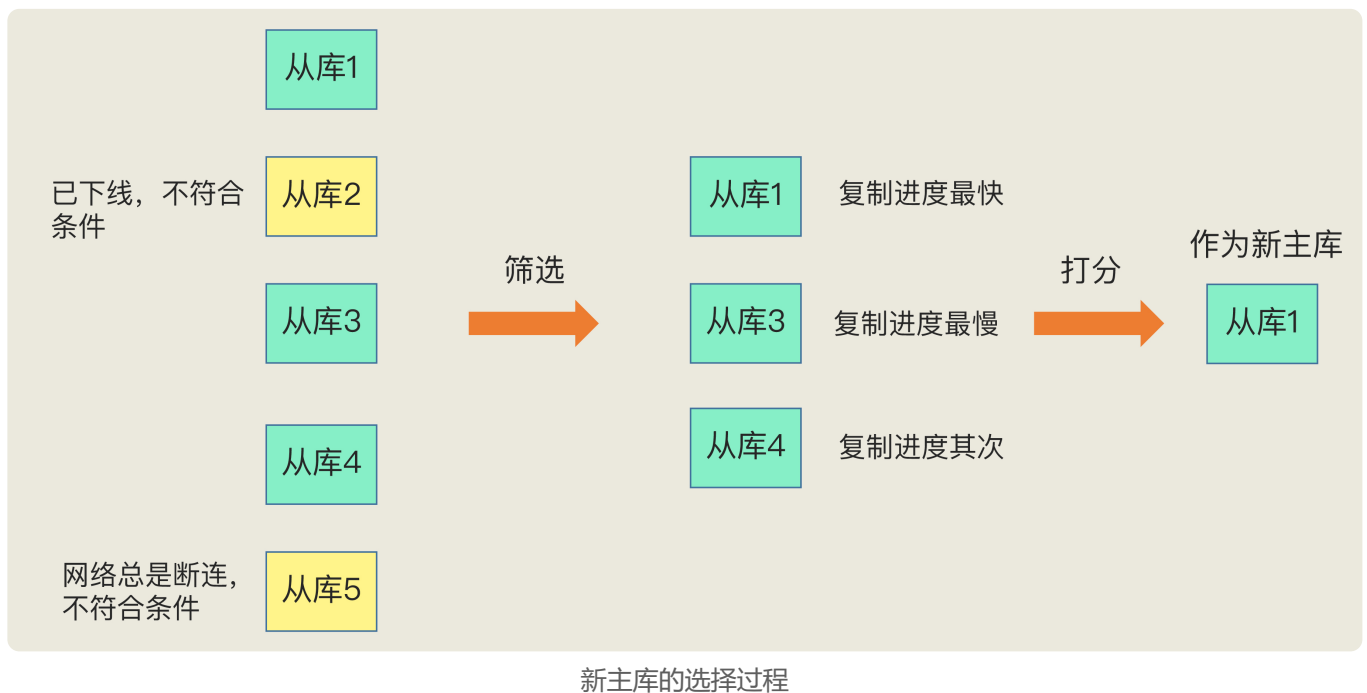 从库1
已下线，不符合
条件
从库2
从库3
从库4
网络总是断连，
不符合条件
从库5
筛选
从库1
复制进度最快
从库3
复制进度最慢
从库4
复制进度其次
打分
作为新主库
从库1
新主库的选择过程